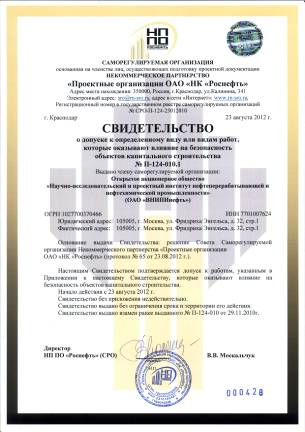 НП ПО
РОСНЕФТЬ
САМОРЕГУЛИРУЕМАЯ ОРГАНИЗАЦИЯ
основанная на членстве лиц, осуществляющих подготовку проектной документации
НЕКОММЕРЧЕСКОЕ ПАРТНЕРСТВО
«Проектные организации ОАО «НК «Роснефть»
Адрес места нахождения: 350000, Россия, г. Краснодар, ул.Калинина, 341
Электронный адрес: адрес сайта в сети «Интернет»:
Регистрационный номер в государственном реестре саморегулируемых организаций
№ СРО-П-124-25012010
г. Краснодар 23 августа 2012 г.
СВИДЕТЕЛЬСТВО
о допуске к определенному виду или видам работ,
которые оказывают влияние на безопасность
объектов капитального строительства
№ П-124-010.1
Выдано члену саморегулируемой организации:
Открытое акционерное общество
«Научно-исследовательский и проектный институт нефтеперерабатывающей и
нефтехимической промышленности»
(ОАО «ВНИПИнефть»)
ОГРН 1027700370466 ИНН 7701007624
Юридический адрес: 105005, г. Москва, ул. Фридриха Энгельса, д. 32, стр. 1
Фактический адрес: 105005, г. Москва, ул. Фридриха Энгельса, д. 32, стр. 1
Основание выдачи Свидетельства: решение Совета Саморегулируемой
организации Некоммерческого партнерства «Проектные организации
ОАО «НК «Роснефть» (протокол № 65 от 23.08.2012 г.).
Настоящим Свидетельством подтверждается допуск к работам, указанным в
Приложении к настоящему Свидетельству, которые оказывают влияние на
безопасность объектов капитального строительства.
Начало действия с 23 августа 2012 г.
Свидетельство без приложения недействительно.
Свидетельство выдано без ограничения срока и территории его действия.
Свидетельство выдано взамен ранее выданного № П-124-010 от 29.11.2010г.
Директор
НП ПО «Роснефть» (СРО) В.В. Москальчук
000428